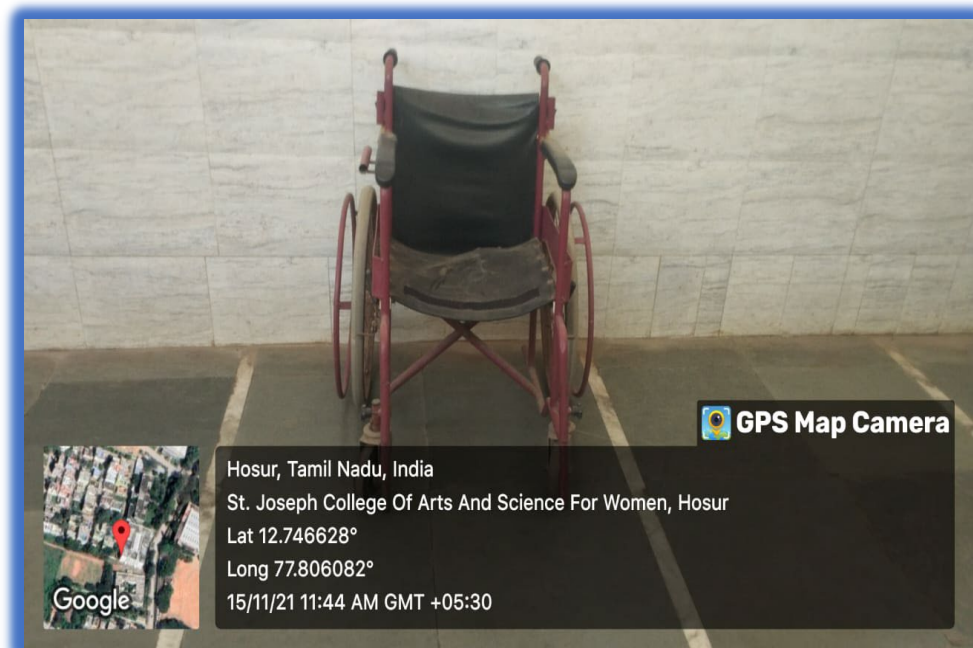 GPS Map Camera
Hosur, Tamil Nadu, India
St. Joseph College Of Arts And Science For Women, Hosur
Lat 12.746628°
Long 77.806082°
15/11/21 11:44 AM GMT +05:30
Google